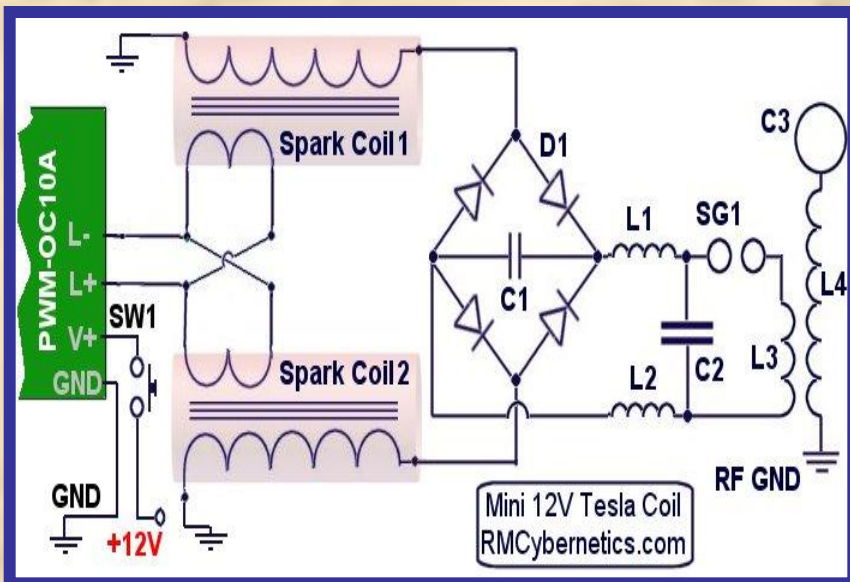 Spark Coil 1
PWM-OC10A
L-
L+
V+
GND
SW1
Spark Coil 2
GND
+12V
D1
C1
L1
SG1
C3
L4
L3
C2
L2
RF GND
Mini 12V Tesla Coil
RMCybernetics.com